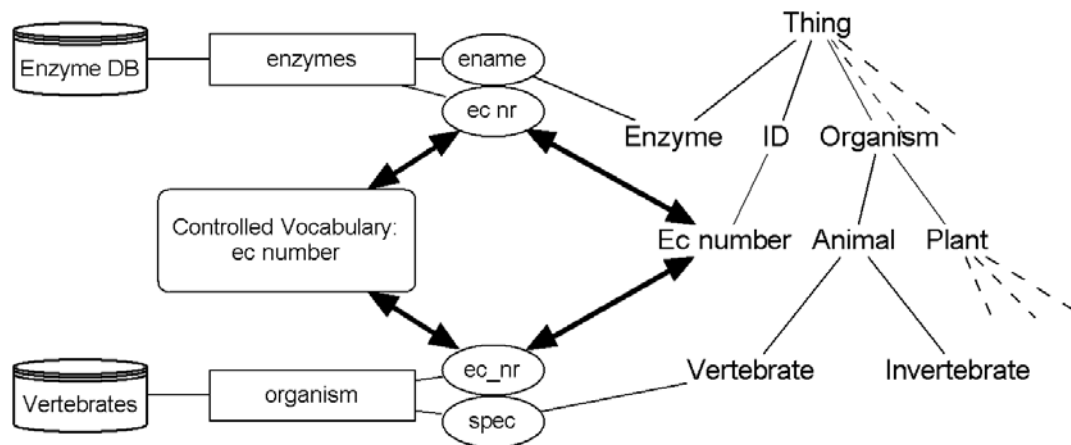 Thing
Enzyme DB
enzymes
ename
ec nr
Enzyme
ID
Organism
Controlled Vocabulary:
ec number
Ec number
Animal
Plant
Vertebrates
organism
ec_nr
spec
Vertebrate
Invertebrate